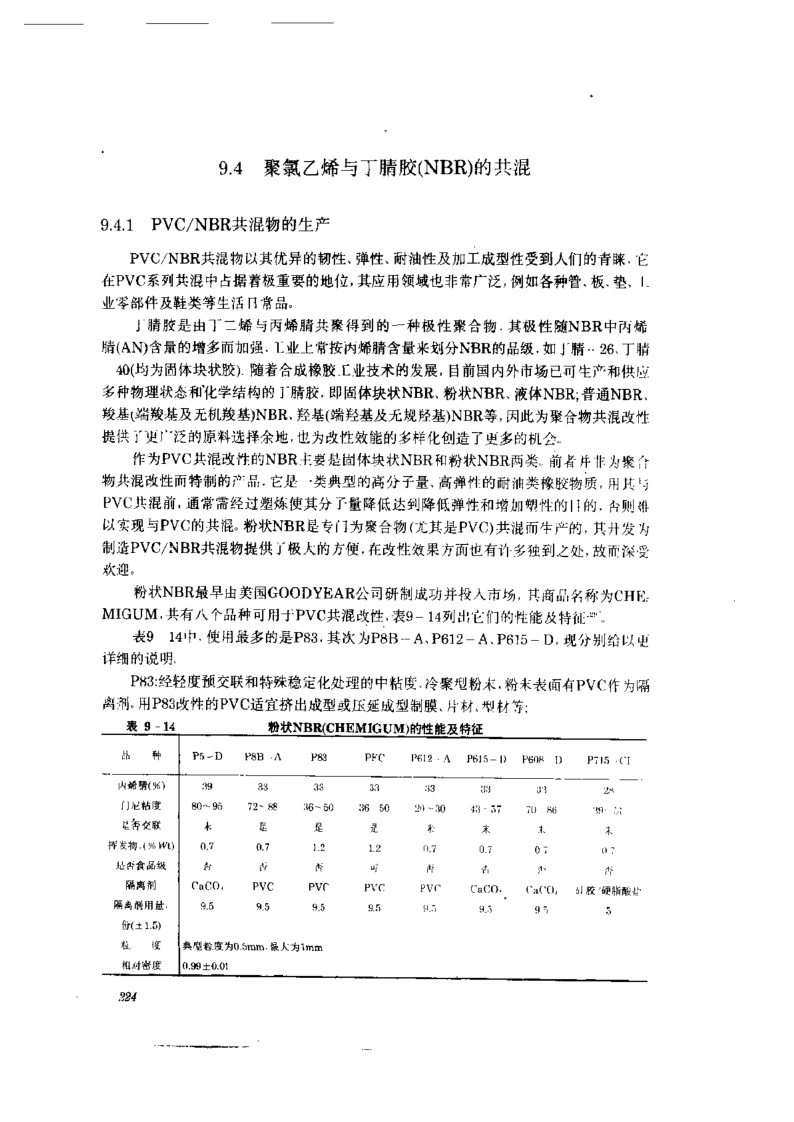 9.4 聚氯乙烯与丁腈胶(NBR)的共混
9.4.1 PVC/NBR共混物的生产
PVC/NBR共混物以其优异的韧性、弹性、耐油性及加工成型性受到人们的青睐. 它
在PVC系列共混中占据着极重要的地位, 其应用领域也非常广泛, 例如各种管、板、垫、工
业零部件及鞋类等生活日常品。
丁腈胶是由丁二烯与丙烯腈共聚得到的一种极性聚合物. 其极性随NBR中丙烯
腈(AN)含量的增多而加强. 工业上常按丙烯腈含量来划分NBR的品级. 如丁腈-26、丁腈
40(均为固体块状胶). 随着合成橡胶工业技术的发展, 目前国内外市场已可生产和供应
多种物理状态和化学结构的丁腈胶, 即固体块状NBR、粉状NBR、液体NBR; 普通NBR、
羧基(端羧基及无机羧基)NBR、羟基(端羟基及无规羟基)NBR等, 因此为聚合物共混改性
提供了更广泛的原料选择余地, 也为改性效能的多样化创造了更多的机会。
作为PVC共混改性的NBR主要是固体块状NBR和粉状NBR两类。前者并非为聚合
物共混改性而特制的产品. 它是一类典型的高分子量、高弹性的耐油类橡胶物质, 用其与
PVC共混前, 通常需经过塑炼使其分子量降低达到降低弹性和增加塑性的目的. 否则难
以实现与PVC的共混。粉状NBR是专门为聚合物(尤其是PVC)共混而生产的, 其开发为
制造PVC/NBR共混物提供了极大的方便, 在改性效果方面也有许多独到之处, 故而深受
欢迎。
粉状NBR最早由美国GOODYEAR公司研制成功并投入市场, 其商品名称为CHE-
MIGUM, 共有八个品种可用于PVC共混改性, 表9-14列出它们的性能及特征。
表9 14中, 使用最多的是P83, 其次为P8B-A、P612-A、P615-D, 现分别给以更
详细的说明.
P83:经轻度预交联和特殊稳定化处理的中粘度、冷聚型粉末, 粉末表面有PVC作为隔
离剂. 用P83改性的PVC适宜挤出成型或压延成型制膜、片材、型材等;
表 9-14 粉状NBR(CHEMIGUM)的性能及特征
品 种 P5-D P8B-A P83 PFC P612-A P615-D P608 D P715-C1
丙烯腈(%) 39 33 33 33 33 33 33 28
门尼粘度 80~95 72~88 36~50 36 50 20~30 43-57 70 86
是否交联 未 是 是 是 未 未 未 未
挥发物,(%Wt) 0.7 0.7 1.2 1.2 0.7 0.7 0.7 0.7
是否食品级 否 否 否 可 否 否 否
隔离剂 CaCO₃ PVC PVC PVC PVC CaCO₃ CaCO₃ 硅胶/硬脂酸盐
隔离剂用量, 9.5 9.5 9.5 9.5 9.5 9.5 9.5 5
份(±1.5)
粒 度 典型粒度为0.5mm, 最大为1mm
相对密度 0.99±0.01
224